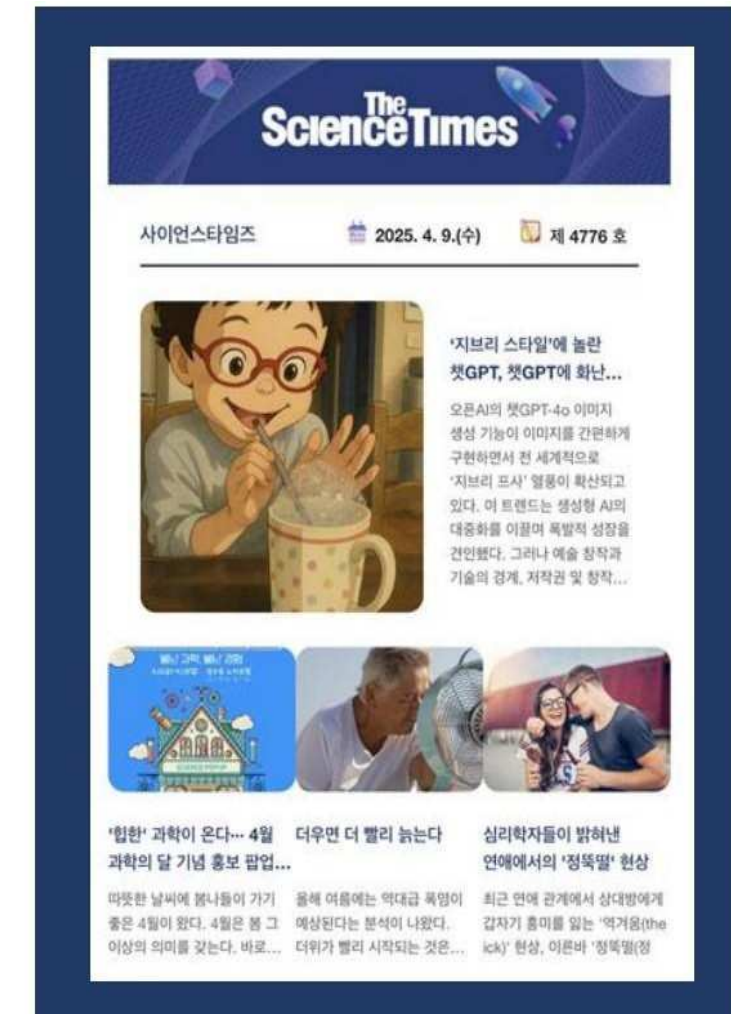 The
ScienceTimes
사이언스타임즈
2025. 4. 9.(수)
제 4776 호
'지브리 스타일'에 놀란
챗GPT, 챗GPT에 화난...
오픈AI의 챗GPT-4o 이미지
생성 기능이 이미지를 간편하게
구현하면서 전 세계적으로
'지브리 프사' 열풍이 확산되고
있다. 이 트렌드는 생성형 AI의
대중화를 이끌며 폭발적 성장을
견인했다. 그러나 예술 창작과
기술의 경계, 저작권 및 창작...
별난 과학, 별난 경험
SCIENCE POP-UP
'힙한' 과학이 온다… 4월
과학의 달 기념 홍보 팝업...
따뜻한 날씨에 봄나들이 가기
좋은 4월이 왔다. 4월은 봄 그
이상의 의미를 갖는다. 바로...
더우면 더 빨리 늙는다
올해 여름에는 역대급 폭염이
예상된다는 분석이 나왔다.
더위가 빨리 시작되는 것은...
심리학자들이 밝혀낸
연애에서의 '정뚝떨' 현상
최근 연애 관계에서 상대방에게
갑자기 흥미를 잃는 '역겨움(the
ick)' 현상, 이른바 '정뚝떨(정